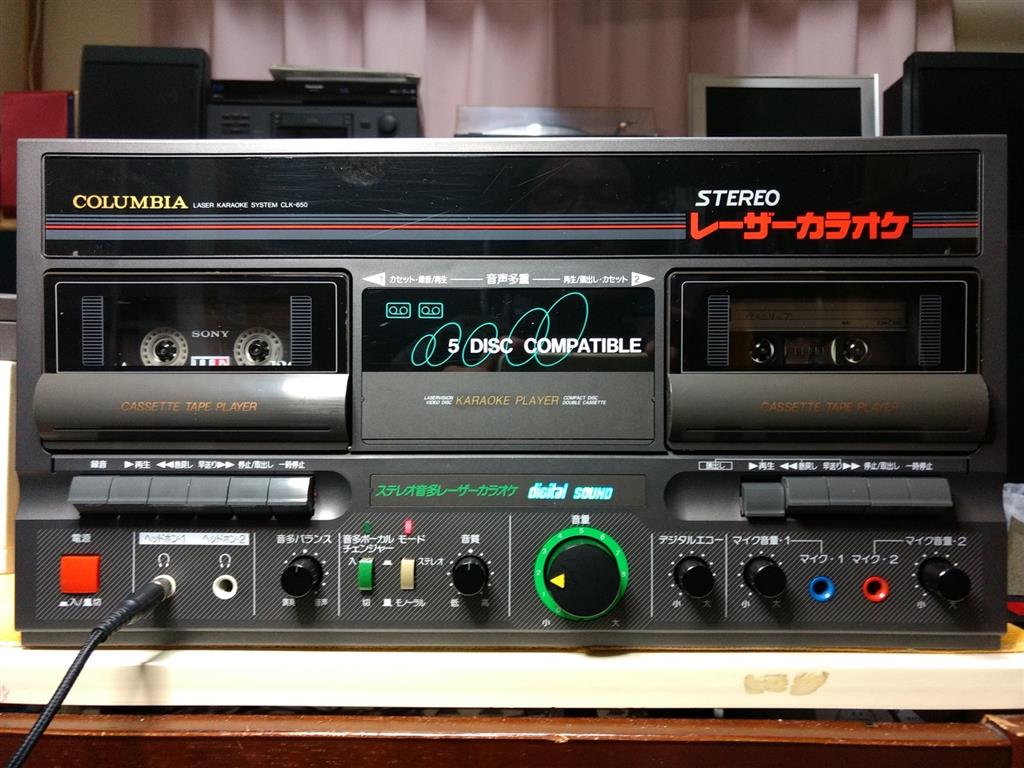 COLUMBIA LASER KARAOKE SYSTEM CLK-650
STEREO
レーザーカラオケ
1 カセット・録音/再生 音声多重 再生/頭出し・カセット 2
SONY
HF
5 DISC COMPATIBLE
LASERVISION VIDEO DISC KARAOKE PLAYER COMPACT DISC DOUBLE CASSETTE
CASSETTE TAPE PLAYER
CASSETTE TAPE PLAYER
録音 再生 巻戻し 早送り 停止/取出し 一時停止
頭出し 再生 巻戻し 早送り 停止/取出し 一時停止
ステレオ音多レーザーカラオケ digital SOUND
電源
入/切
ヘッドホン・1 ヘッドホン・2
音多バランス
演奏 音声
音多ボーカルチェンジャー
入
切
モード
ステレオ
モノーラル
音質
低 高
音量
小 大
デジタルエコー
小 大
マイク音量・1
小 大
マイク・1 マイク・2
マイク音量・2
小 大